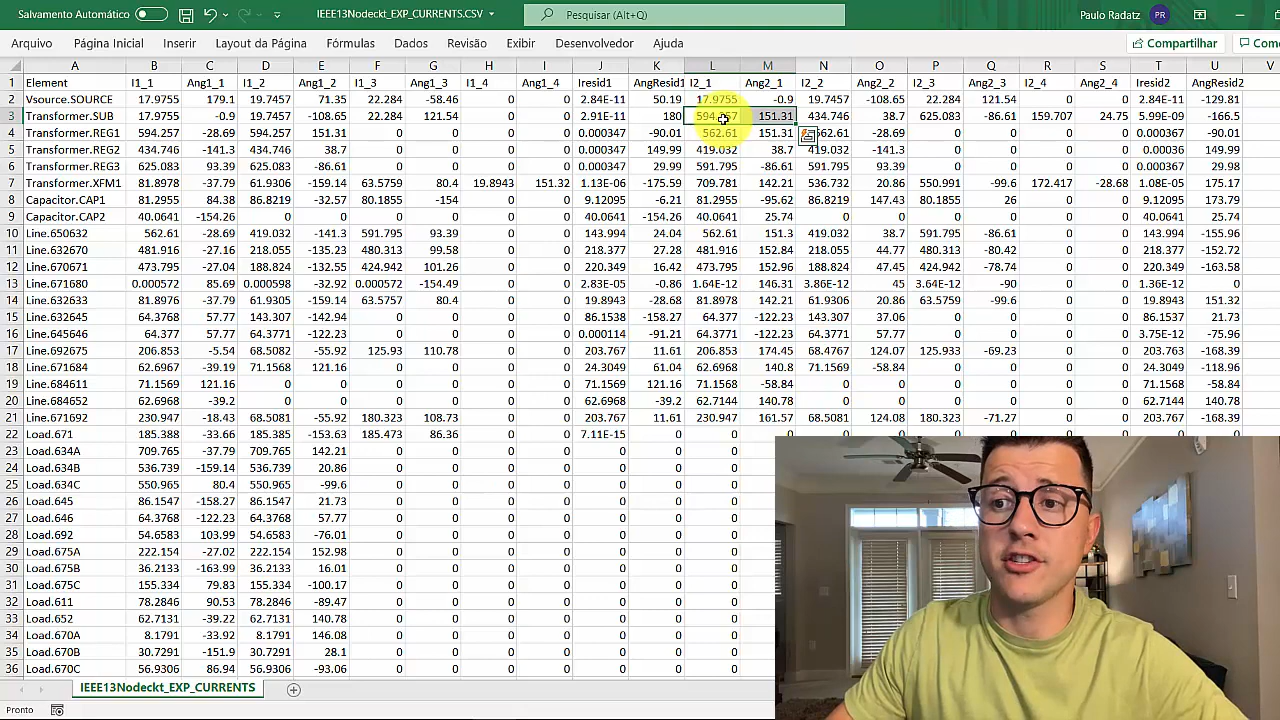 Salvamento Automático IEEE13Nodeckt_EXP_CURRENTS.CSV Pesquisar (Alt+Q) Paulo Radatz PR
Arquivo Página Inicial Inserir Layout da Página Fórmulas Dados Revisão Exibir Desenvolvedor Ajuda Compartilhar
A B C D E F G H I J K L M N O P Q R S T U V
1 Element I1_1 Ang1_1 I1_2 Ang1_2 I1_3 Ang1_3 I1_4 Ang1_4 Iresid1 AngResid1 I2_1 Ang2_1 I2_2 Ang2_2 I2_3 Ang2_3 I2_4 Ang2_4 Iresid2 AngResid2
2 Vsource.SOURCE 17.9755 179.1 19.7457 71.35 22.284 -58.46 0 0 2.84E-11 50.19 17.9755 -0.9 19.7457 -108.65 22.284 121.54 0 0 2.84E-11 -129.81
3 Transformer.SUB 17.9755 -0.9 19.7457 -108.65 22.284 121.54 0 0 2.91E-11 180 594.257 151.31 434.746 38.7 625.083 -86.61 159.707 24.75 5.99E-09 -166.5
4 Transformer.REG1 594.257 -28.69 594.257 151.31 0 0 0 0 0.000347 -90.01 562.61 151.31 562.61 -28.69 0 0 0 0 0.000347 -90.01
5 Transformer.REG2 434.746 -141.3 434.746 38.7 0 0 0 0 0.000347 149.99 419.032 38.7 419.032 -141.3 0 0 0 0 0.00036 149.99
6 Transformer.REG3 625.083 93.39 625.083 -86.61 0 0 0 0 0.000347 29.99 591.795 -86.61 591.795 93.39 0 0 0 0 0.000368 29.98
7 Transformer.XFM1 81.8978 -37.79 61.9306 -159.14 63.5759 80.4 19.8943 151.32 1.13E-06 -175.59 709.781 142.21 536.732 20.86 550.991 -99.6 172.417 -28.68 1.08E-05 175.17
8 Capacitor.CAP1 81.2955 84.38 86.8219 -32.57 80.1855 -154 0 0 9.12095 -6.21 81.2955 -95.62 86.8219 147.43 80.1855 26 0 0 9.12095 173.79
9 Capacitor.CAP2 40.0641 -154.26 0 0 0 0 0 0 40.0641 -154.26 40.0641 25.74 0 0 0 0 0 0 40.0641 25.74
10 Line.650632 562.61 -28.69 419.032 -141.3 591.795 93.39 0 0 143.994 24.04 562.61 151.3 419.032 38.7 591.793 -86.61 0 0 143.994 -155.96
11 Line.632670 481.916 -27.16 218.055 -135.23 480.313 99.58 0 0 218.377 27.28 481.916 152.84 218.055 44.77 480.313 -80.42 0 0 218.377 -152.72
12 Line.670671 473.795 -27.04 188.824 -132.55 424.942 101.26 0 0 220.349 16.42 473.795 152.96 188.824 47.45 424.942 -78.74 0 0 220.349 -163.58
13 Line.671680 0.000572 85.69 0.000598 -32.92 0.000572 -154.49 0 0 2.83E-05 -0.86 1.64E-12 146.31 3.86E-12 45 3.64E-12 -90 0 0 1.36E-12 0
14 Line.632633 81.8976 -37.79 61.9305 -159.14 63.5757 80.4 0 0 19.8943 -28.68 81.8978 142.21 61.9306 20.86 63.5759 -99.6 0 0 19.8943 151.32
15 Line.632645 64.3768 57.77 143.307 -142.94 0 0 0 0 86.1538 -158.27 64.3771 -122.23 143.307 37.06 0 0 0 0 86.1537 21.73
16 Line.645646 64.377 57.77 64.3771 -122.23 0 0 0 0 0.000114 -91.21 64.3771 -122.23 64.3771 57.77 0 0 0 0 3.75E-12 -75.96
17 Line.692675 206.853 -5.54 68.5082 -55.92 125.93 110.78 0 0 203.767 11.61 206.853 174.45 68.4767 124.07 125.933 -69.23 0 0 203.767 -168.39
18 Line.671684 62.6967 -39.19 71.1568 121.16 0 0 0 0 24.3049 61.04 62.6968 140.8 71.1569 -58.84 0 0 0 0 24.3051 -118.96
19 Line.684611 71.1569 121.16 0 0 0 0 0 0 71.1569 121.16 71.1569 -58.84 0 0 0 0 0 0 71.1569 -58.84
20 Line.684652 62.6968 -39.2 0 0 0 0 0 0 62.6968 -39.2 62.7144 140.78 0 0 0 0 0 0 62.7144 140.78
21 Line.671692 230.947 -18.43 68.5081 -55.92 180.323 108.73 0 0 203.767 11.61 230.947 161.57 68.5081 124.08 180.323 -71.27 0 0 203.767 -168.39
22 Load.671 185.388 -33.66 185.385 -153.63 185.473 86.36 0 0 7.11E-15 0 0
23 Load.634A 709.765 -37.79 709.765 142.21 0 0 0 0 0 0 0
24 Load.634B 536.739 -159.14 536.739 20.86 0 0 0 0 0 0 0
25 Load.634C 550.965 80.4 550.965 -99.6 0 0 0 0 0 0 0
26 Load.645 86.1547 -158.27 86.1547 21.73 0 0 0 0 0 0 0
27 Load.646 64.3768 -122.23 64.3768 57.77 0 0 0 0 0 0 0
28 Load.692 54.6583 103.99 54.6583 -76.01 0 0 0 0 0 0 0
29 Load.675A 222.154 -27.02 222.154 152.98 0 0 0 0 0 0 0
30 Load.675B 36.2133 -163.99 36.2133 16.01 0 0 0 0 0 0 0
31 Load.675C 155.334 79.83 155.334 -100.17 0 0 0 0 0 0 0
32 Load.611 78.2846 90.53 78.2846 -89.47 0 0 0 0 0 0 0
33 Load.652 62.7131 -39.22 62.7131 140.78 0 0 0 0 0 0 0
34 Load.670A 8.1791 -33.92 8.1791 146.08 0 0 0 0 0 0 0
35 Load.670B 30.7291 -151.9 30.7291 28.1 0 0 0 0 0 0 0
36 Load.670C 56.9306 86.94 56.9306 -93.06 0 0 0 0 0 0 0
IEEE13Nodeckt_EXP_CURRENTS
Pronto